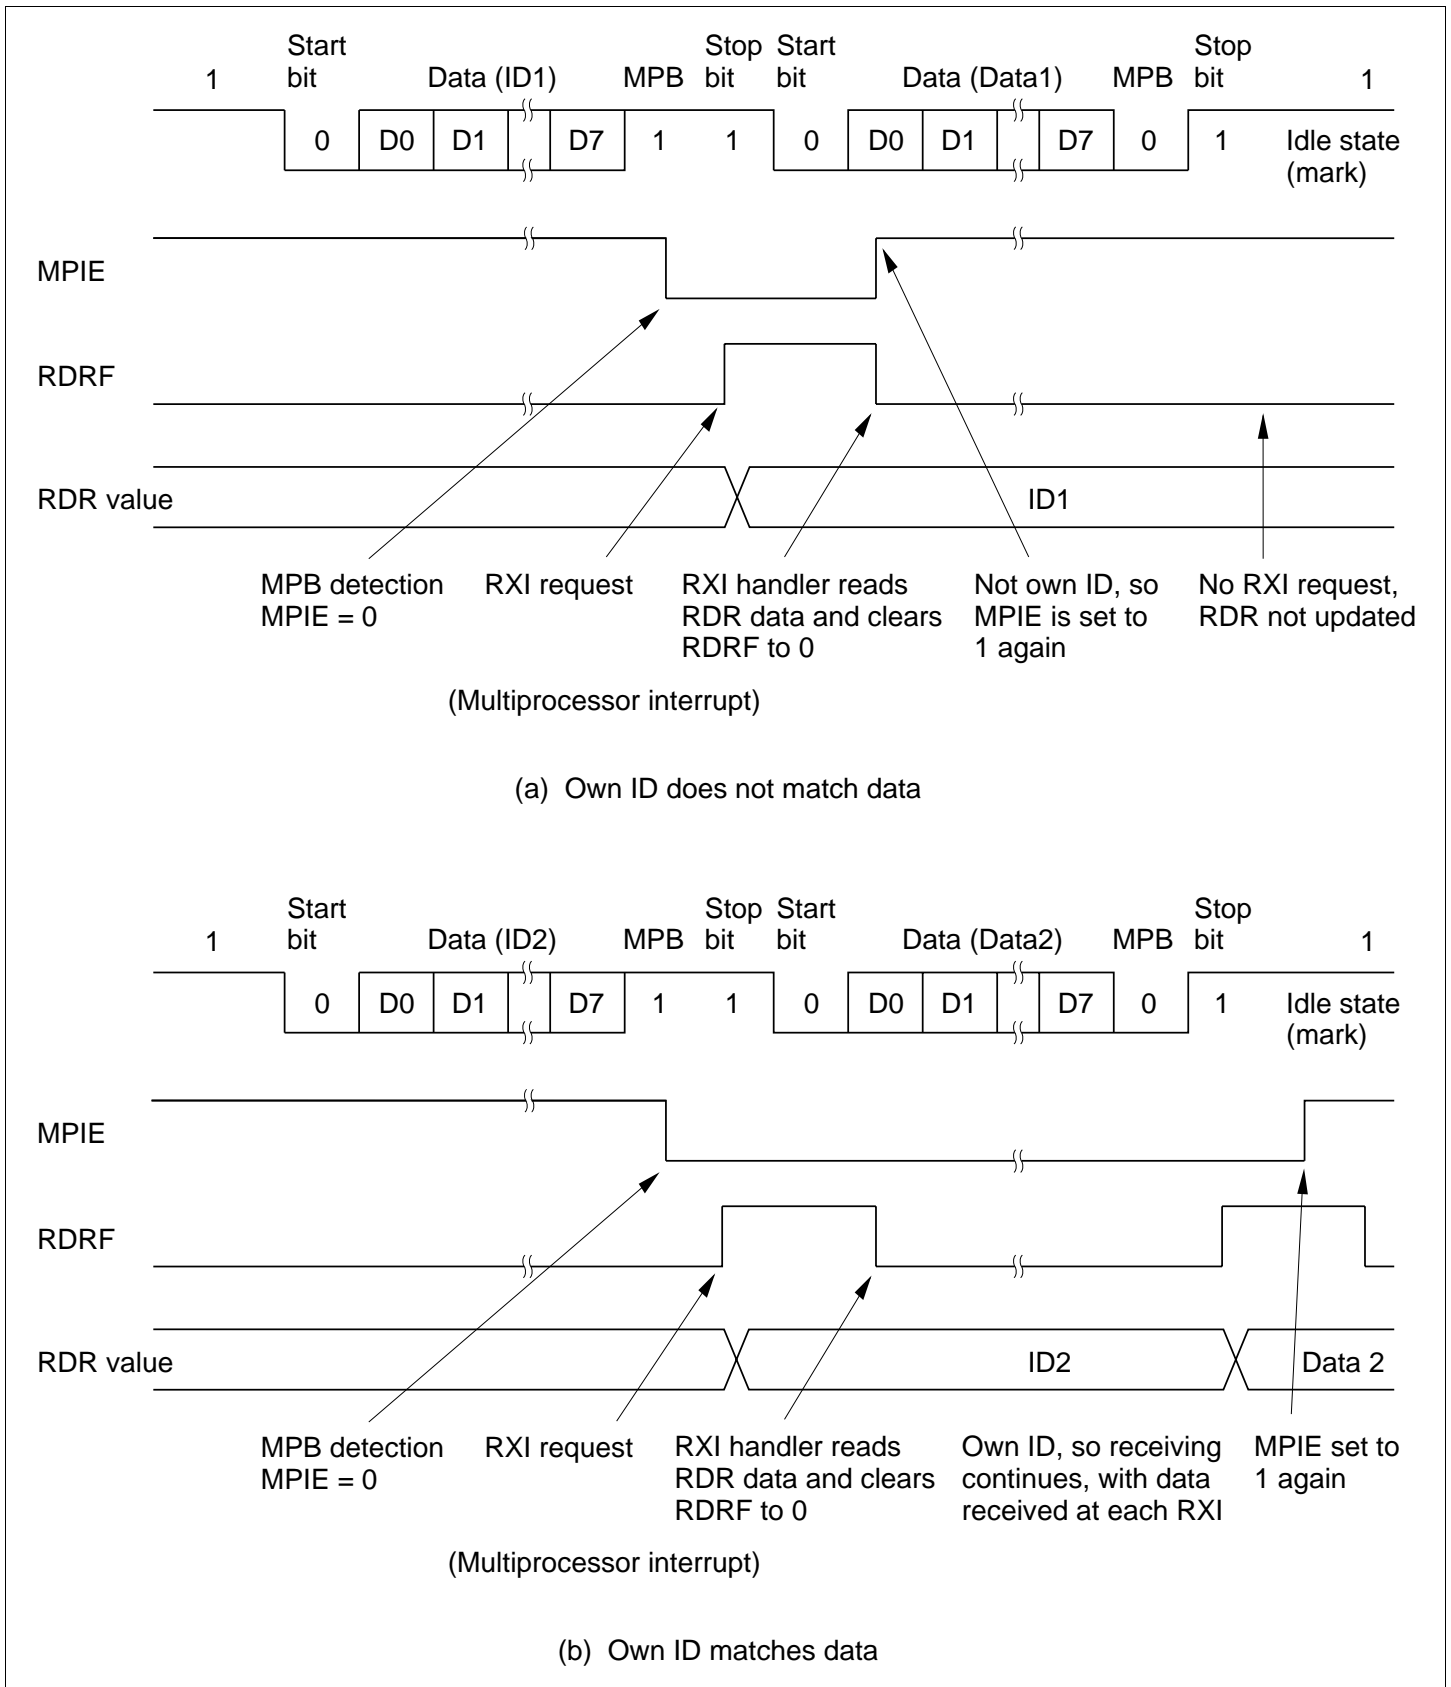 Start Stop Start Stop
1 bit Data (ID1) MPB bit bit Data (Data1) MPB bit 1
0 D0 D1 D7 1 1 0 D0 D1 D7 0 1 Idle state
(mark)
MPIE
RDRF
RDR value ID1
MPB detection
MPIE = 0
RXI request
RXI handler reads
RDR data and clears
RDRF to 0
Not own ID, so
MPIE is set to
1 again
No RXI request,
RDR not updated
(Multiprocessor interrupt)
(a) Own ID does not match data
Start Stop Start Stop
1 bit Data (ID2) MPB bit bit Data (Data2) MPB bit 1
0 D0 D1 D7 1 1 0 D0 D1 D7 0 1 Idle state
(mark)
MPIE
RDRF
RDR value ID2 Data 2
MPB detection
MPIE = 0
RXI request
RXI handler reads
RDR data and clears
RDRF to 0
Own ID, so receiving
continues, with data
received at each RXI
MPIE set to
1 again
(Multiprocessor interrupt)
(b) Own ID matches data